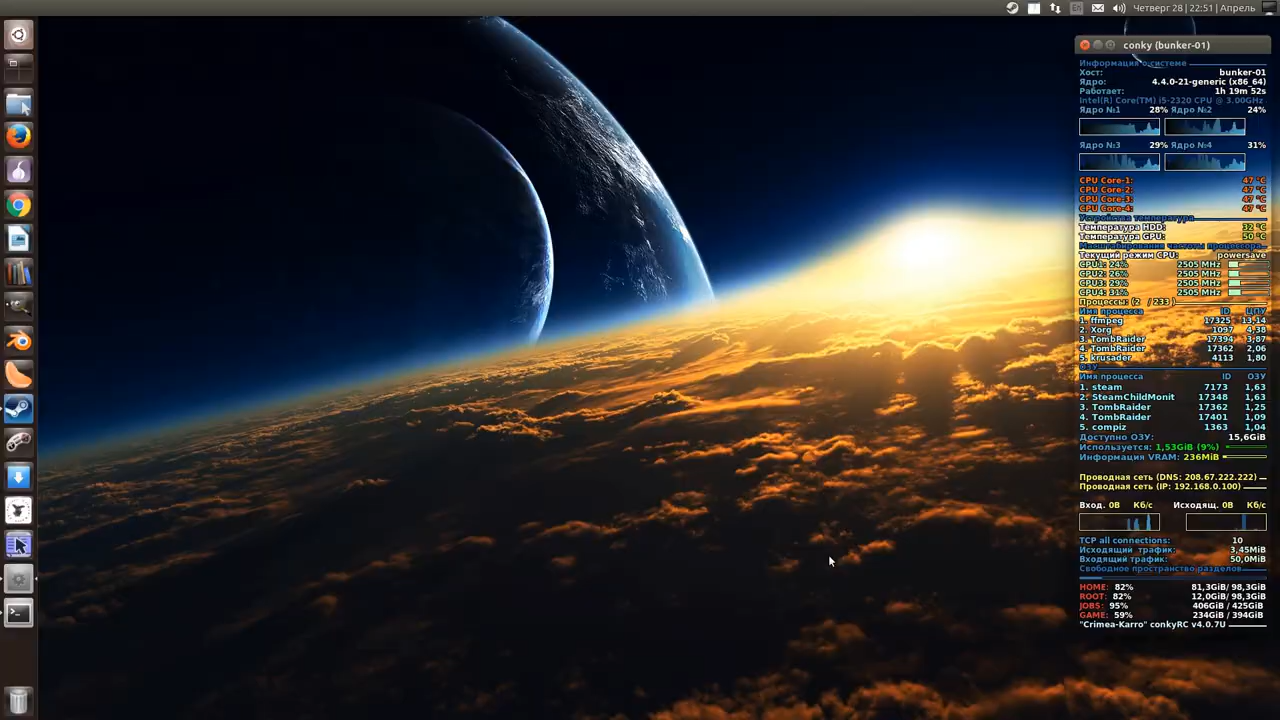 En
Четверг 28 | 22:51 | Апрель
conky (bunker-01)
Информация о системе
Хост: bunker-01
Ядро: 4.4.0-21-generic (x86_64)
Работает: 1h 19m 52s
Intel(R) Core(TM) i5-2320 CPU @ 3.00GHz
Ядро №1 28% Ядро №2 24%
Ядро №3 29% Ядро №4 31%
CPU Core-1: 47 °C
CPU Core-2: 47 °C
CPU Core-3: 47 °C
CPU Core-4: 47 °C
Устройства температура
Температура HDD: 32 °C
Температура GPU: 50 °C
Масштабирование частоты процессора
Текущий режим CPU: powersave
CPU1: 24% 2505 MHz
CPU2: 26% 2505 MHz
CPU3: 29% 2505 MHz
CPU4: 31% 2505 MHz
Процессы: (2 / 233 )
Имя процесса ID ЦПУ
1. ffmpeg 17325 13,14
2. Xorg 1097 4,38
3. TombRaider 17394 3,87
4. TombRaider 17362 2,06
5. krusader 4113 1,80
ОЗУ
Имя процесса ID ОЗУ
1. steam 7173 1,63
2. SteamChildMonit 17348 1,63
3. TombRaider 17362 1,25
4. TombRaider 17401 1,09
5. compiz 1363 1,04
Доступно ОЗУ: 15,6GiB
Используется: 1,53GiB (9%)
Информация VRAM: 236MiB
Проводная сеть (DNS: 208.67.222.222)
Проводная сеть (IP: 192.168.0.100)
Вход. 0B Кб/с Исходящ. 0B Кб/с
TCP all connections: 10
Исходящий трафик: 3,45MiB
Входящий трафик: 50,0MiB
Свободное пространство разделов
HOME: 82% 81,3GiB/ 98,3GiB
ROOT: 82% 12,0GiB/ 98,3GiB
JOBS: 95% 406GiB / 425GiB
GAME: 59% 234GiB / 394GiB
"Crimea-Karro" conkyRC v4.0.7U